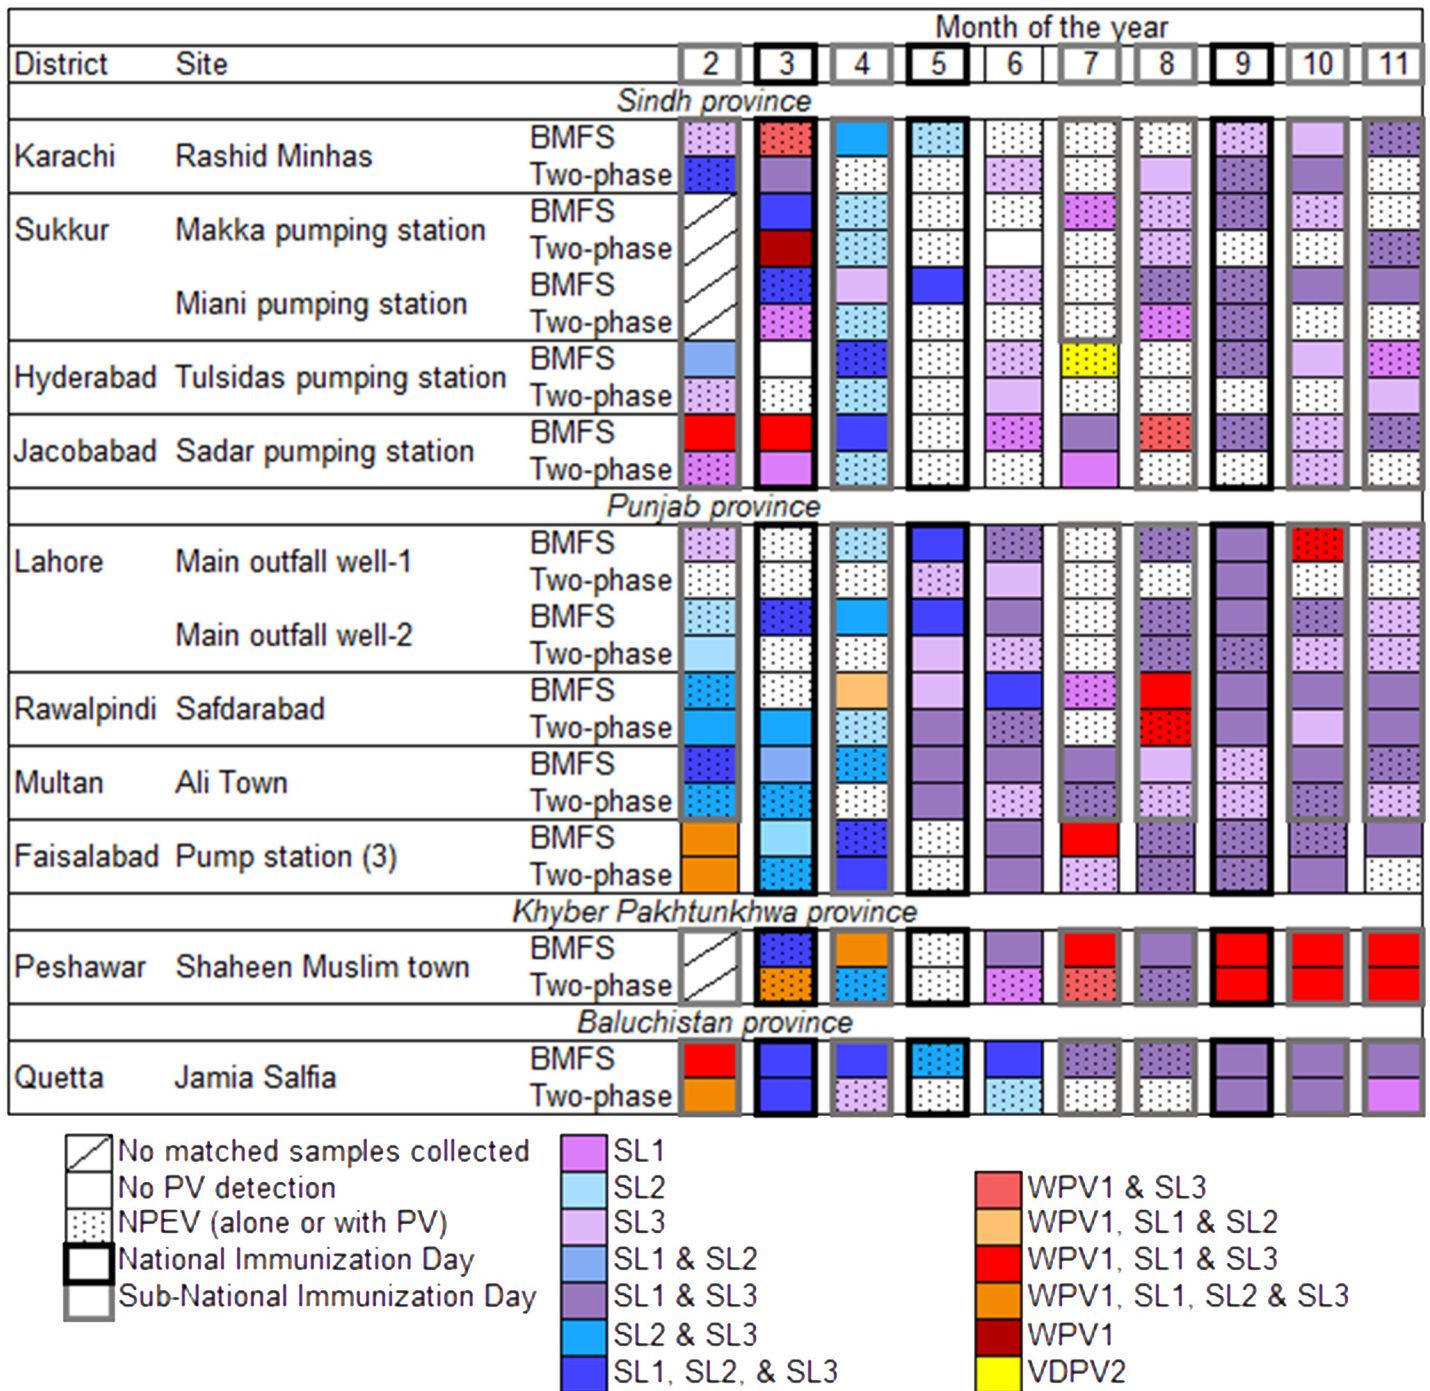 Month of the year
District Site 2 3 4 5 6 7 8 9 10 11
Sindh province
BMFS
Karachi Rashid Minhas
Two-phase
BMFS
Sukkur Makka pumping station
Two-phase
BMFS
Miani pumping station
Two-phase
BMFS
Hyderabad Tulsidas pumping station
Two-phase
BMFS
Jacobabad Sadar pumping station
Two-phase
Punjab province
BMFS
Lahore Main outfall well-1
Two-phase
BMFS
Main outfall well-2
Two-phase
BMFS
Rawalpindi Safdarabad
Two-phase
BMFS
Multan Ali Town
Two-phase
BMFS
Faisalabad Pump station (3)
Two-phase
Khyber Pakhtunkhwa province
BMFS
Peshawar Shaheen Muslim town
Two-phase
Baluchistan province
BMFS
Quetta Jamia Salfia
Two-phase
No matched samples collected
No PV detection
NPEV (alone or with PV)
National Immunization Day
Sub-National Immunization Day
SL1
SL2
SL3
SL1 & SL2
SL1 & SL3
SL2 & SL3
SL1, SL2, & SL3
WPV1 & SL3
WPV1, SL1 & SL2
WPV1, SL1 & SL3
WPV1, SL1, SL2 & SL3
WPV1
VDPV2